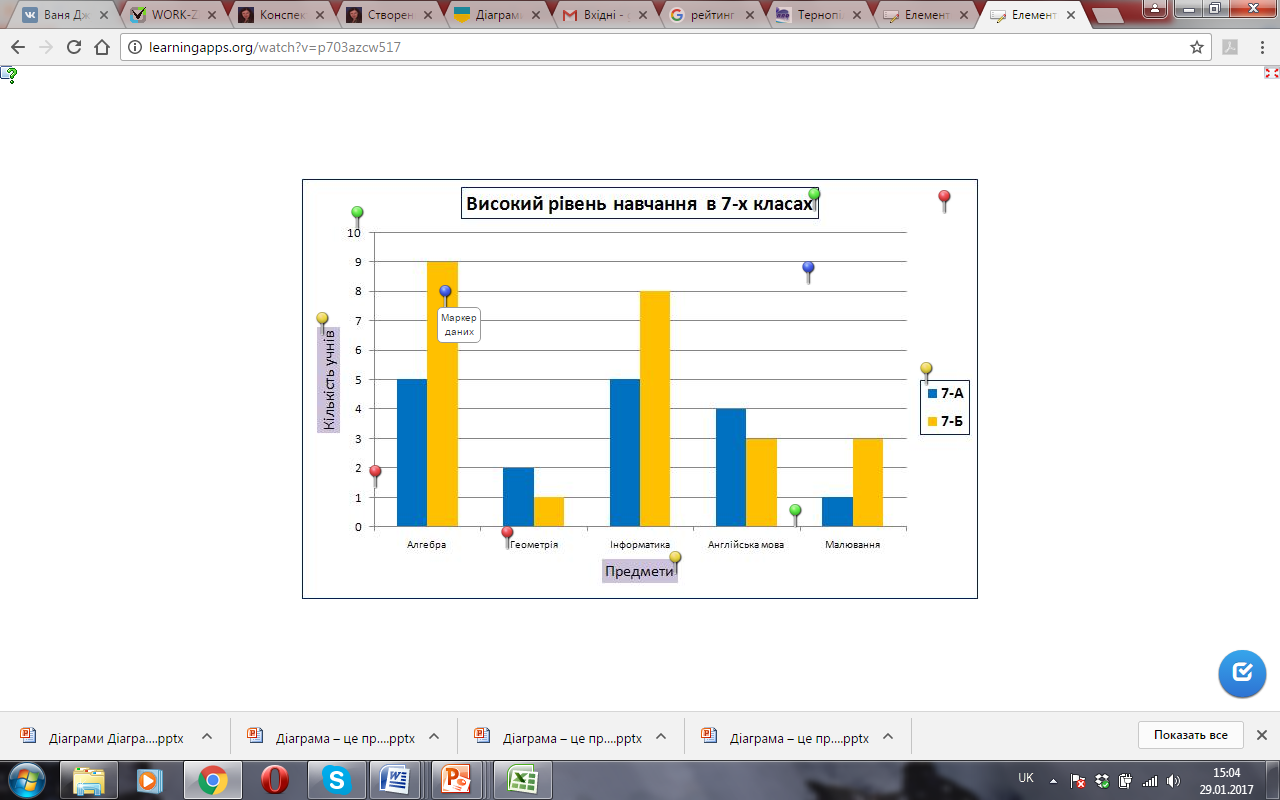 Ваня Дж
WORK-Z
Конспек
Створен
Діаграм
Вхідні -
рейтинг
Тернопі
Елемент
Елемент
learningapps.org/watch?v=p703azcw517
Високий рівень навчання в 7-х класах
10
9
8
7
6
5
4
3
2
1
0
Кількість учнів
Маркер
даних
7-А
7-Б
Алгебра Геометрія Інформатика Англійська мова Малювання
Предмети
Діаграми Діагра....pptx
Діаграма – це пр....pptx
Діаграма – це пр....pptx
Діаграма – це пр....pptx
Показать все
UK
15:04
29.01.2017